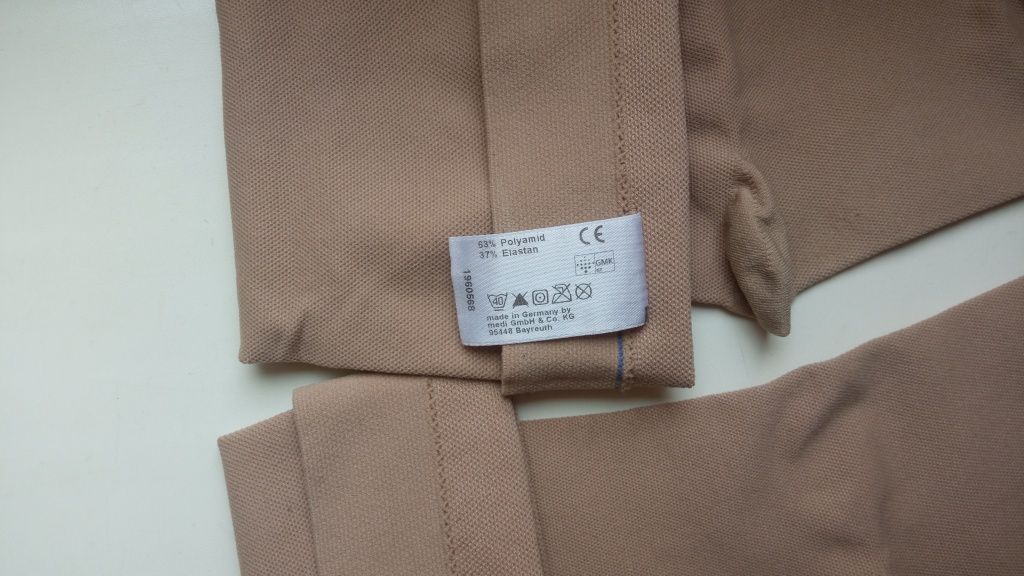 63% Polyamid
37% Elastan
CE
GMK
1960568
40
made in Germany by
medi GmbH & Co. KG
95448 Bayreuth